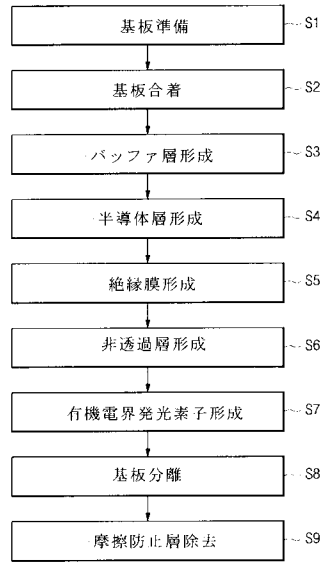 基板準備 S1
基板合着 S2
バッファ層形成 S3
半導体層形成 S4
絶縁膜形成 S5
非透過層形成 S6
有機電界発光素子形成 S7
基板分離 S8
摩擦防止層除去 S9